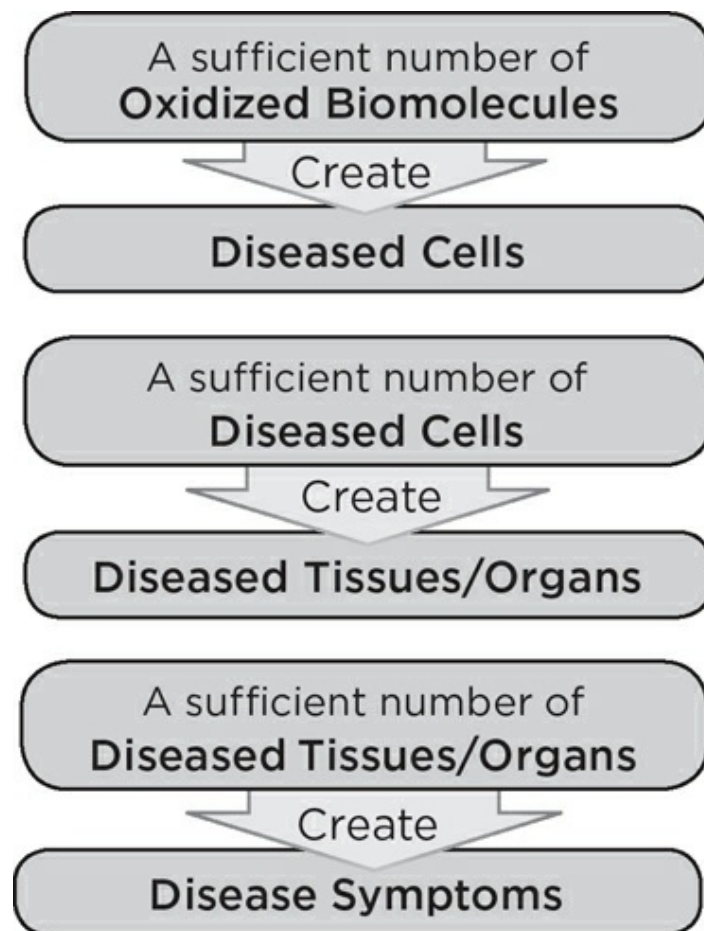 A sufficient number of
Oxidized Biomolecules
Create
Diseased Cells
A sufficient number of
Diseased Cells
Create
Diseased Tissues/Organs
A sufficient number of
Diseased Tissues/Organs
Create
Disease Symptoms